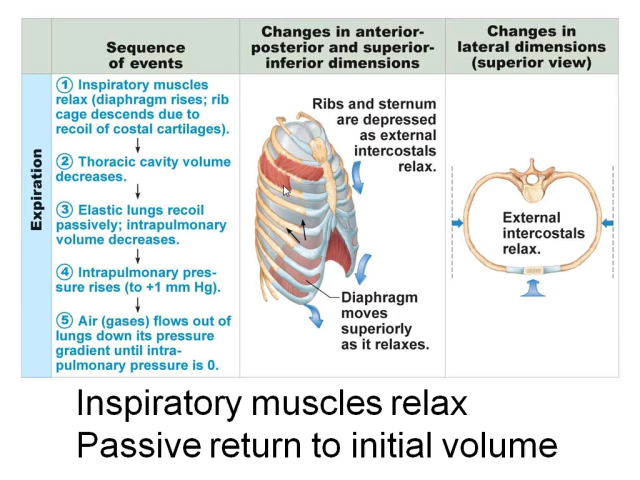 Sequence
of events
Changes in anterior-
posterior and superior-
inferior dimensions
Changes in
lateral dimensions
(superior view)
Expiration
① Inspiratory muscles
relax (diaphragm rises; rib
cage descends due to
recoil of costal cartilages).
② Thoracic cavity volume
decreases.
③ Elastic lungs recoil
passively; intrapulmonary
volume decreases.
④ Intrapulmonary pres-
sure rises (to +1 mm Hg).
⑤ Air (gases) flows out of
lungs down its pressure
gradient until intra-
pulmonary pressure is 0.
Ribs and sternum
are depressed
as external
intercostals
relax.
Diaphragm
moves
superiorly
as it relaxes.
External
intercostals
relax.
Inspiratory muscles relax
Passive return to initial volume